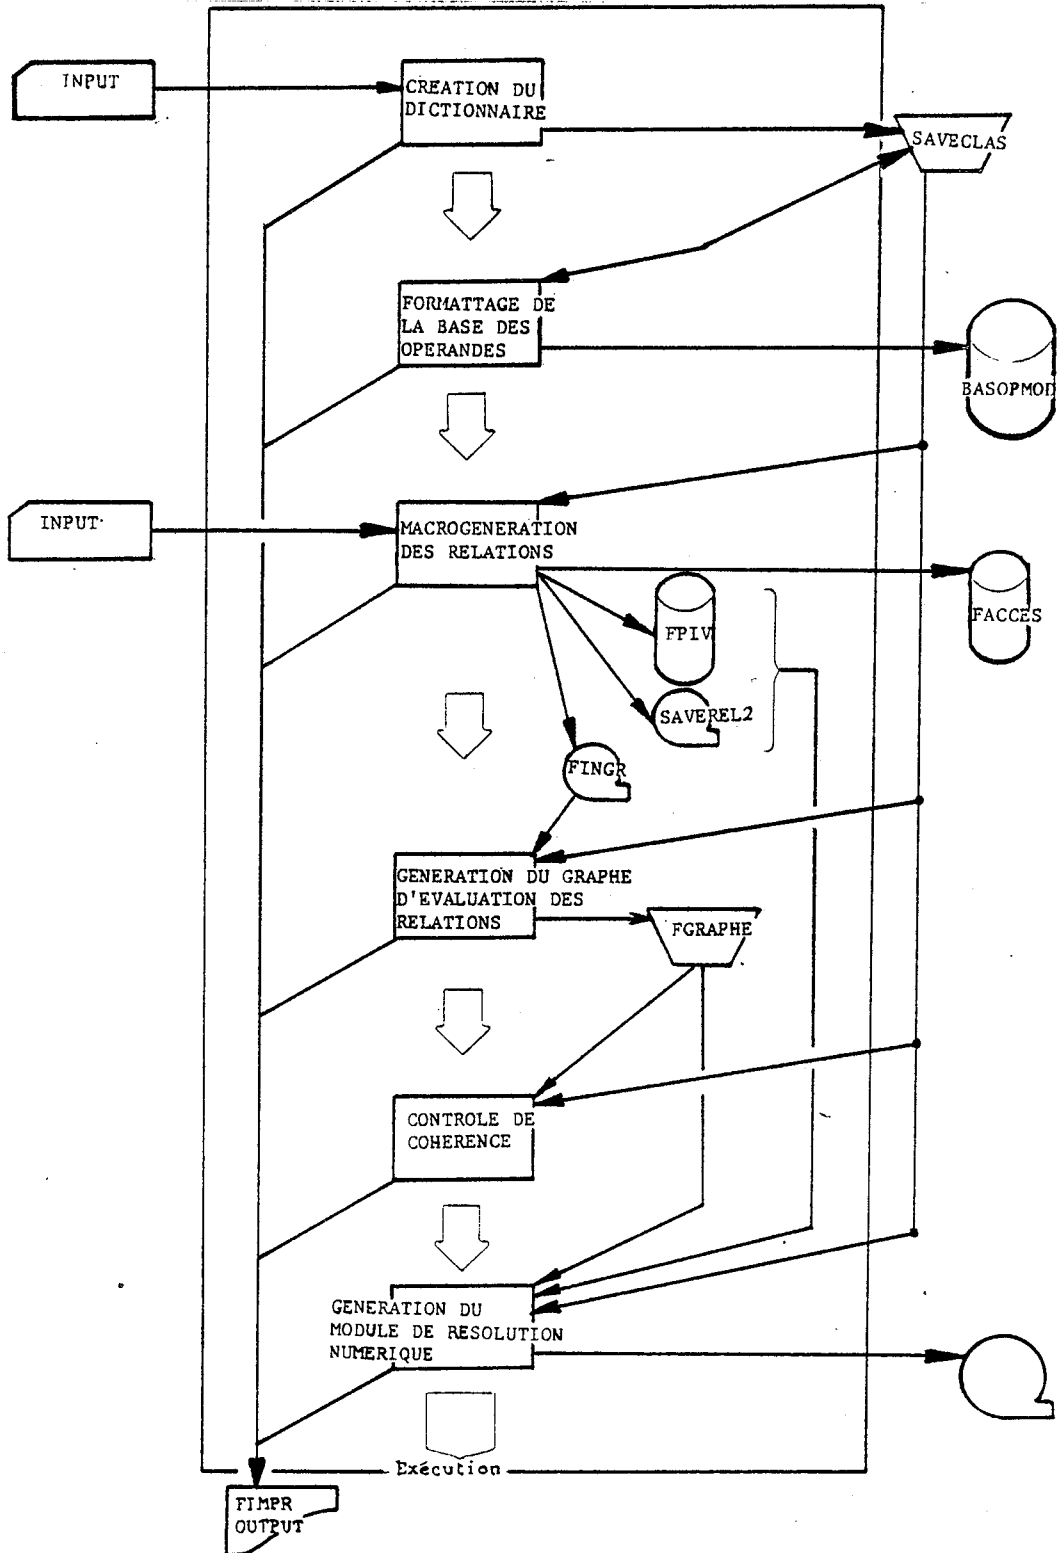 INPUT
CREATION DU
DICTIONNAIRE
SAVECLAS
FORMATTAGE DE
LA BASE DES
OPERANDES
BASOPMOD
INPUT
MACROGENERATION
DES RELATIONS
FACCES
FPIV
SAVEREL2
FINGR
GENERATION DU GRAPHE
D'EVALUATION DES
RELATIONS
FGRAPHE
CONTROLE DE
COHERENCE
GENERATION DU
MODULE DE RESOLUTION
NUMERIQUE
Exécution
FIMPR
OUTPUT